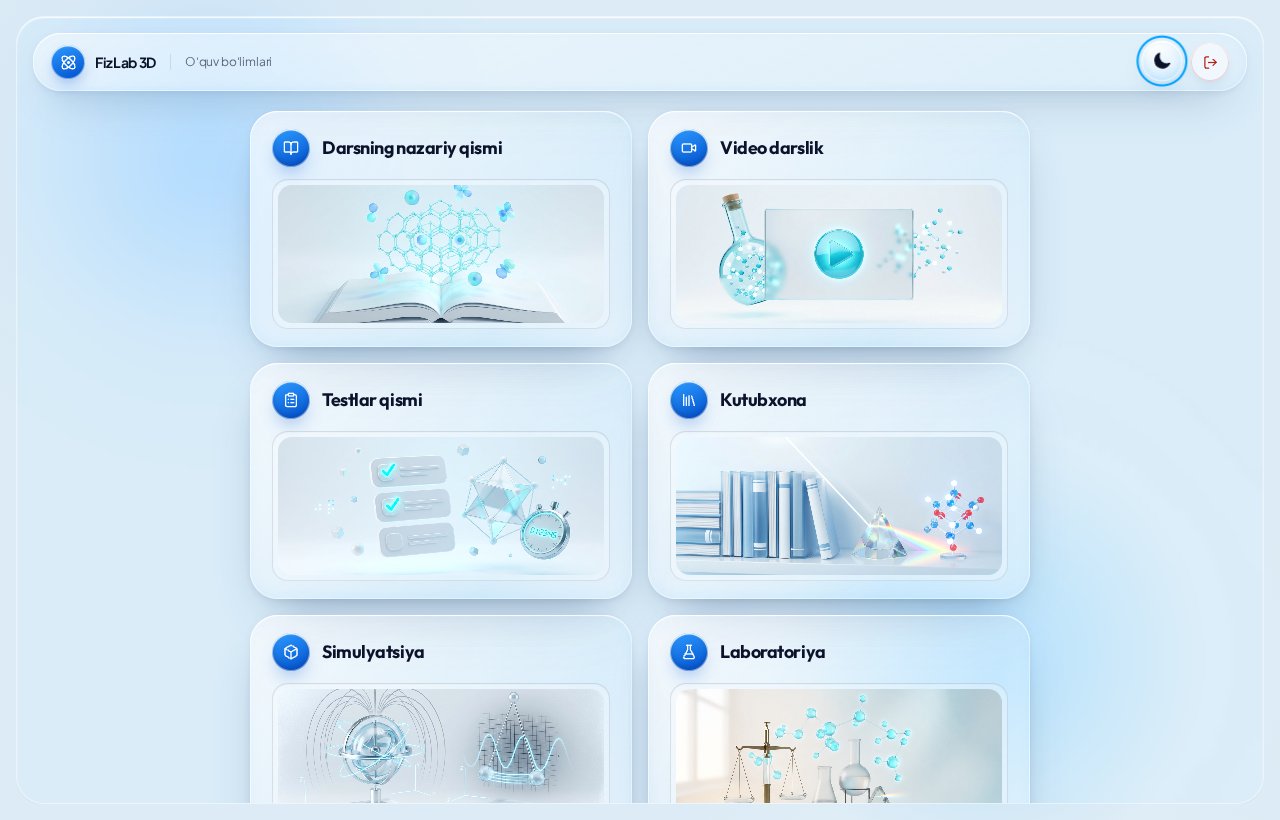 FizLab 3D
O'quv bo'limlari
Darsning nazariy qismi
Video darslik
Testlar qismi
Kutubxona
Simulyatsiya
Laboratoriya